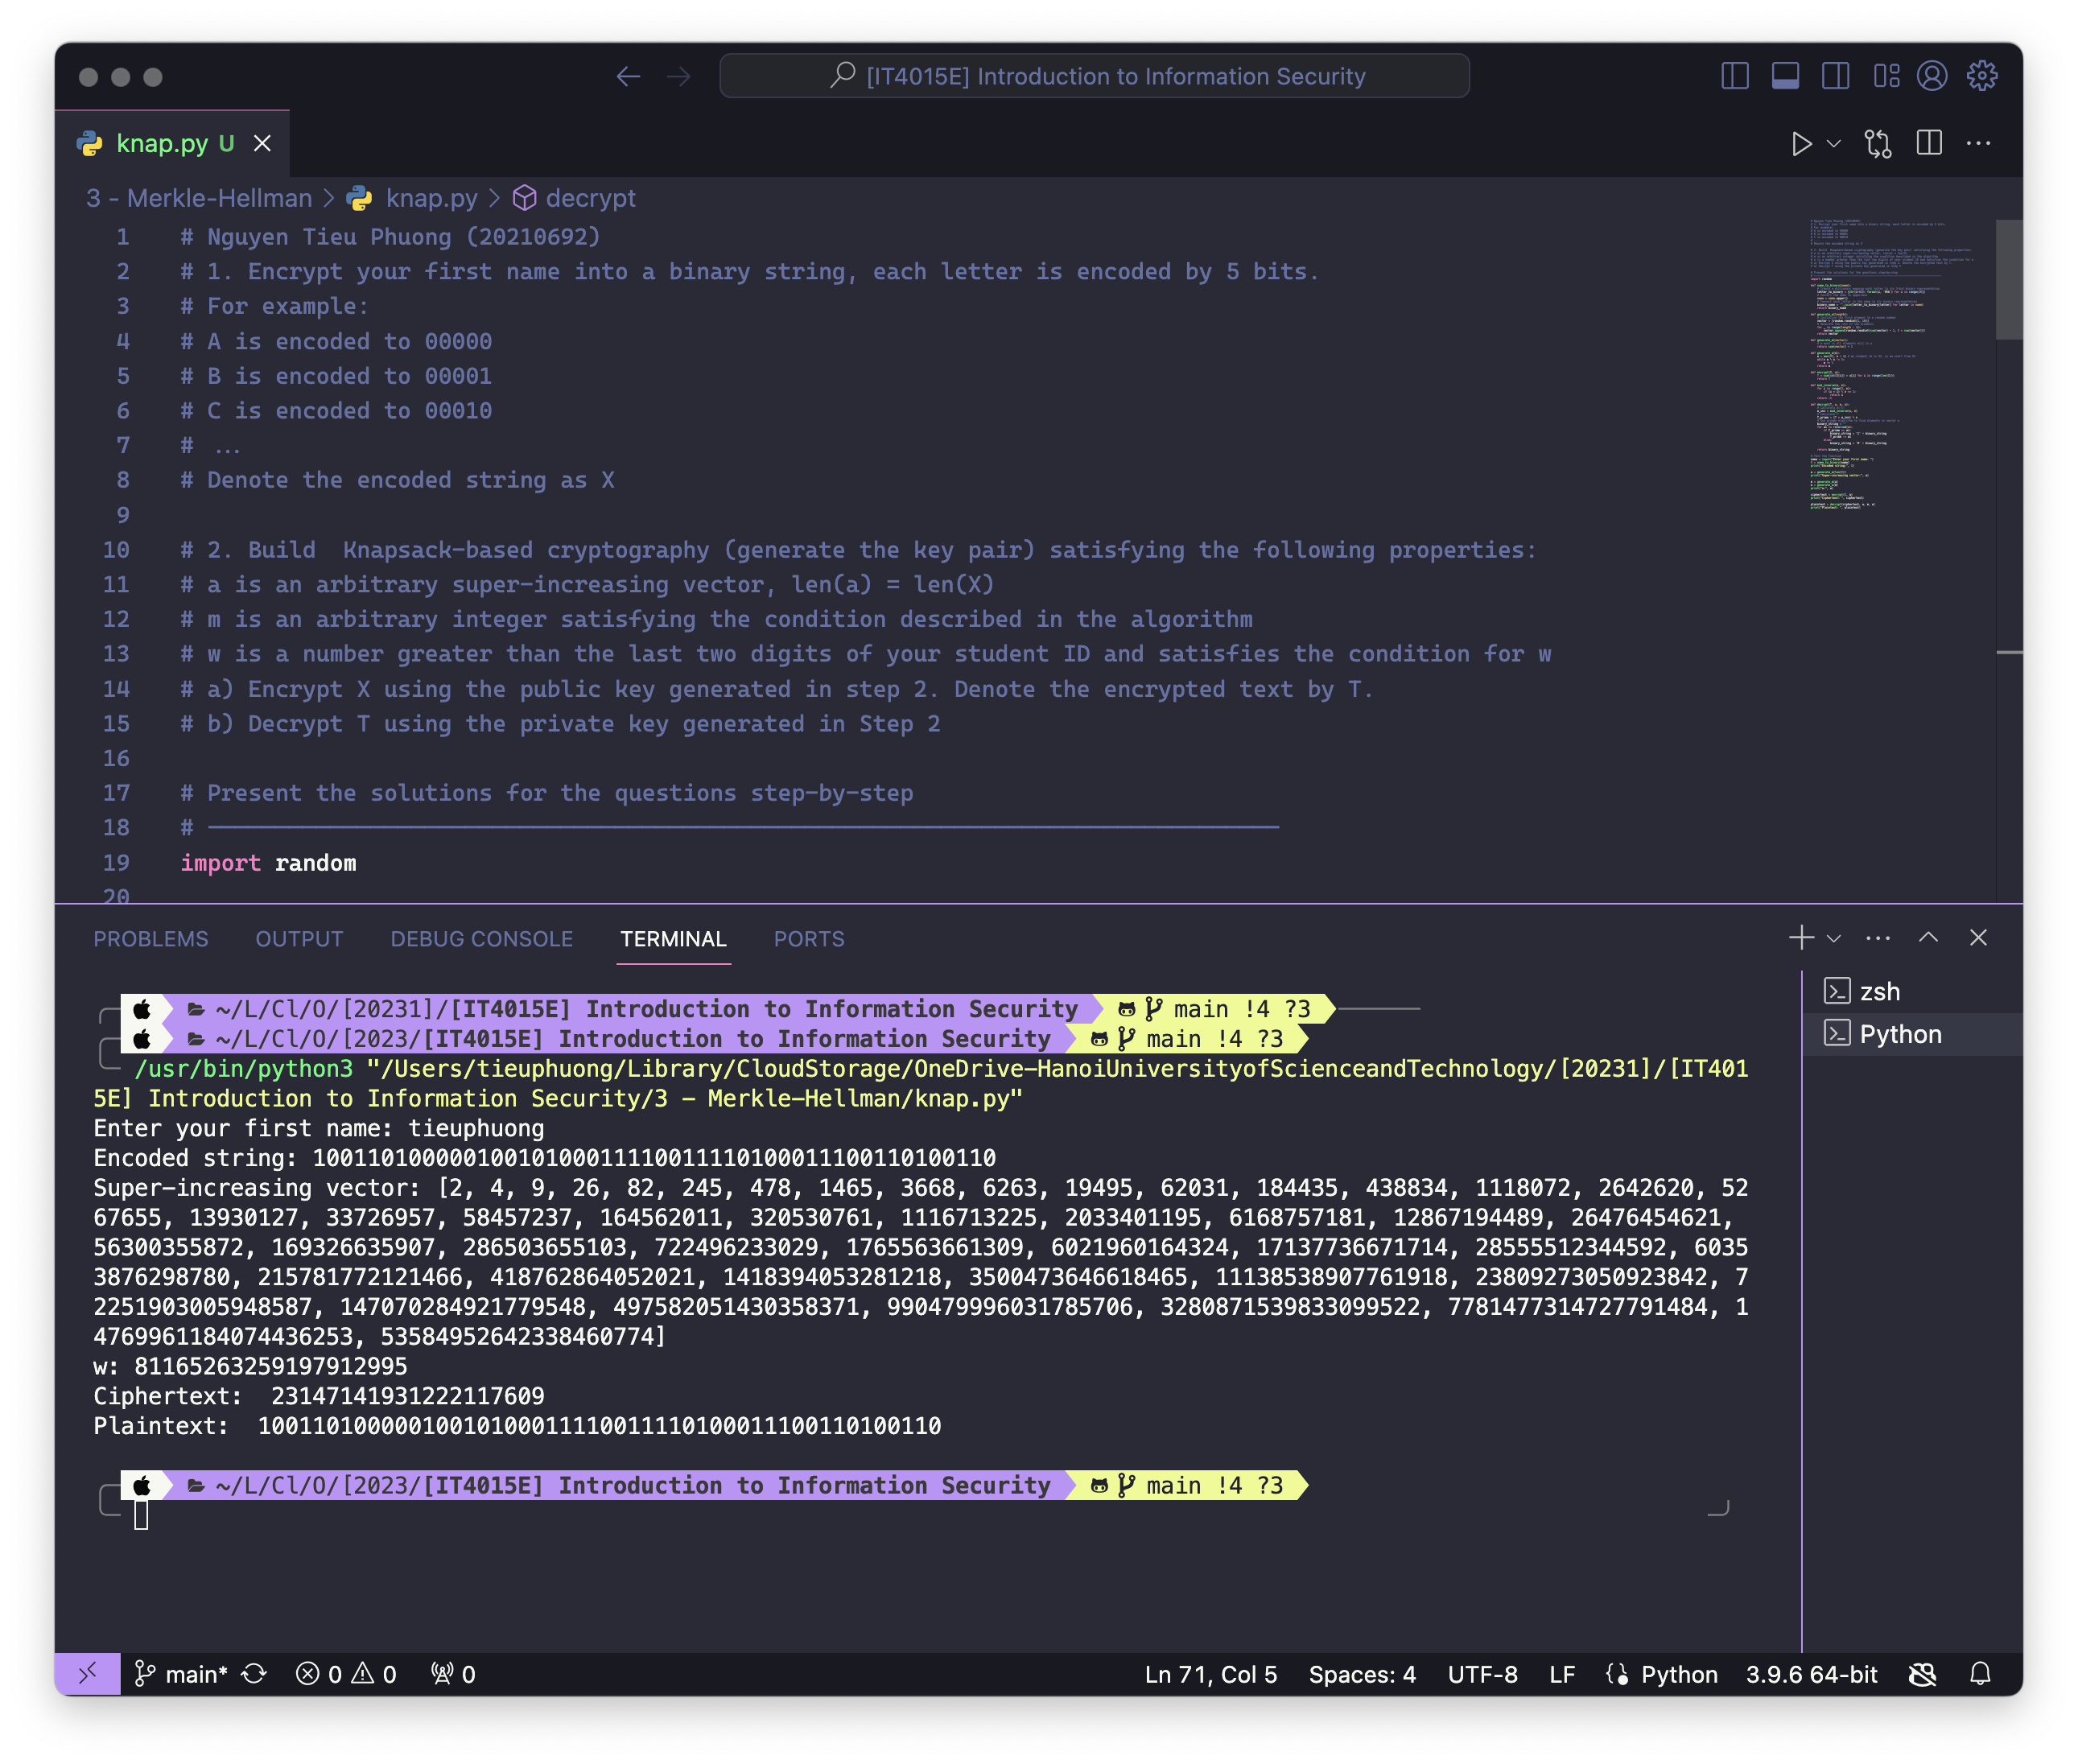 [IT4015E] Introduction to Information Security
knap.py U
3 - Merkle-Hellman > knap.py > decrypt
1 # Nguyen Tieu Phuong (20210692)
2 # 1. Encrypt your first name into a binary string, each letter is encoded by 5 bits.
3 # For example:
4 # A is encoded to 00000
5 # B is encoded to 00001
6 # C is encoded to 00010
7 # ...
8 # Denote the encoded string as X
9
10 # 2. Build  Knapsack-based cryptography (generate the key pair) satisfying the following properties:
11 # a is an arbitrary super-increasing vector, len(a) = len(X)
12 # m is an arbitrary integer satisfying the condition described in the algorithm
13 # w is a number greater than the last two digits of your student ID and satisfies the condition for w
14 # a) Encrypt X using the public key generated in step 2. Denote the encrypted text by T.
15 # b) Decrypt T using the private key generated in Step 2
16
17 # Present the solutions for the questions step-by-step
18 # -------------------------------------------------------------------------------
19 import random
20
PROBLEMS OUTPUT DEBUG CONSOLE TERMINAL PORTS
~/L/Cl/O/[20231]/[IT4015E] Introduction to Information Security main !4 ?3
~/L/Cl/O/[2023/[IT4015E] Introduction to Information Security main !4 ?3
/usr/bin/python3 "/Users/tieuphuong/Library/CloudStorage/OneDrive-HanoiUniversityofScienceandTechnology/[20231]/[IT401
5E] Introduction to Information Security/3 - Merkle-Hellman/knap.py"
Enter your first name: tieuphuong
Encoded string: 10011010000010010100011111001111010001110011010 0110
Super-increasing vector: [2, 4, 9, 26, 82, 245, 478, 1465, 3668, 6263, 19495, 62031, 184435, 438834, 1118072, 2642620, 52
67655, 13930127, 33726957, 58457237, 164562011, 320530761, 1116713225, 2033401195, 6168757181, 12867194489, 26476454621,
56300355872, 169326635907, 286503655103, 722496233029, 1765563661309, 6021960164324, 17137736671714, 28555512344592, 6035
3876298780, 215781772121466, 418762864052021, 1418394053281218, 3500473646618465, 11138538907761918, 23809273050923842, 7
2251903005948587, 147070284921779548, 497582051430358371, 990479996031785706, 3280871539833099522, 7781477314727791484, 1
4769961184074436253, 53584952642338460774]
w: 81165263259197912995
Ciphertext:  23147141931222117609
Plaintext:  10011010000010010100011111001111010001110011010 0110
~/L/Cl/O/[2023/[IT4015E] Introduction to Information Security main !4 ?3
zsh
Python
main* 0 0 0 Ln 71, Col 5 Spaces: 4 UTF-8 LF Python 3.9.6 64-bit